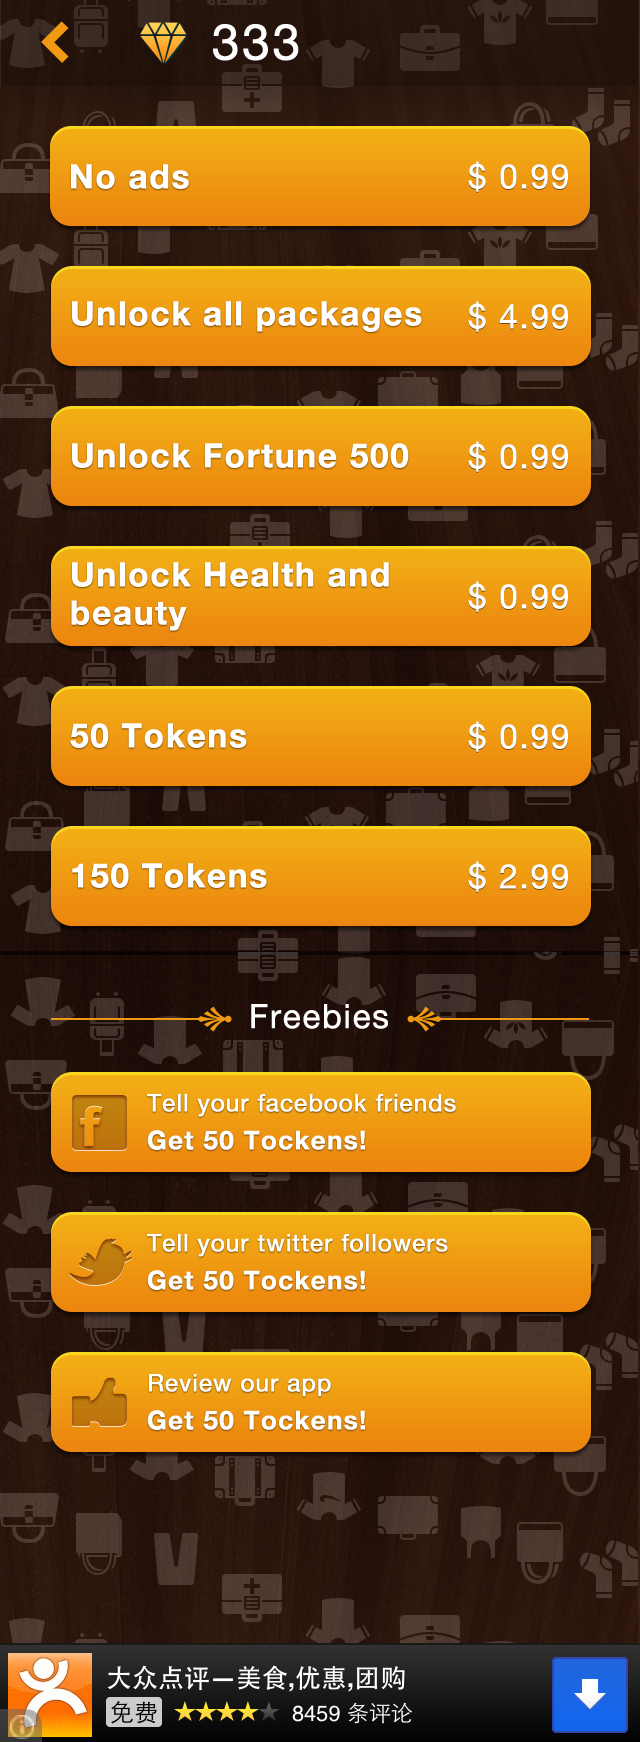 333
No ads $ 0.99
Unlock all packages $ 4.99
Unlock Fortune 500 $ 0.99
Unlock Health and
beauty $ 0.99
50 Tokens $ 0.99
150 Tokens $ 2.99
Freebies
Tell your facebook friends
Get 50 Tockens!
Tell your twitter followers
Get 50 Tockens!
Review our app
Get 50 Tockens!
大众点评—美食,优惠,团购
免费 ★★★★★ 8459 条评论